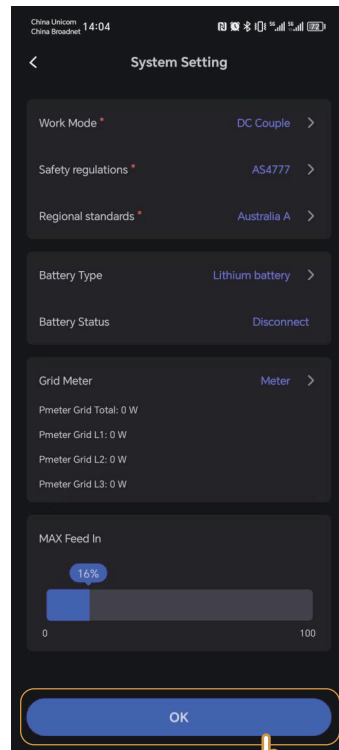 China Unicom 14:04
China Broadnet
5G 5G 72
System Setting
Work Mode * DC Couple
Safety regulations * AS4777
Regional standards * Australia A
Battery Type Lithium battery
Battery Status Disconnect
Grid Meter Meter
Pmeter Grid Total: 0 W
Pmeter Grid L1: 0 W
Pmeter Grid L2: 0 W
Pmeter Grid L3: 0 W
MAX Feed In
16%
0 100
OK